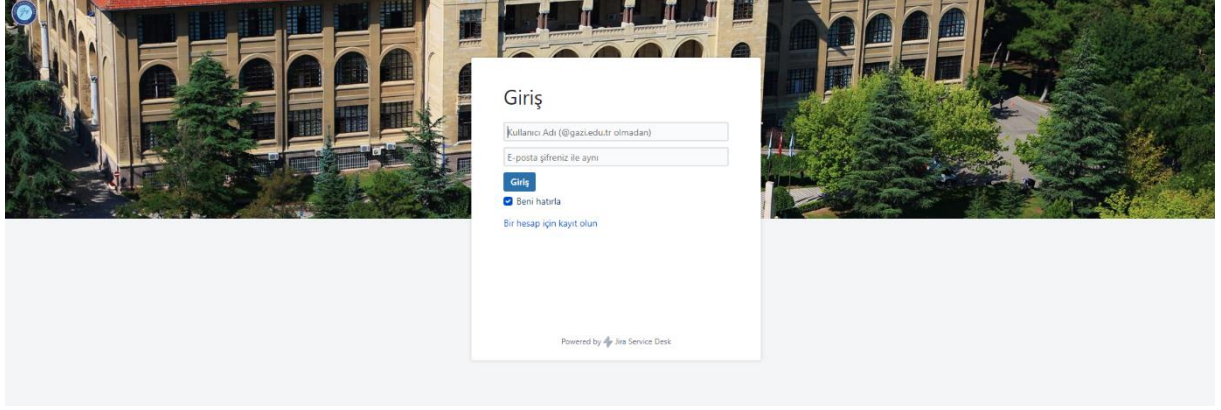 Giriş
Kullanıcı Adı (@gazi.edu.tr olmadan)
E-posta şifreniz ile aynı
Giriş
Beni hatırla
Bir hesap için kayıt olun
Powered by Jira Service Desk